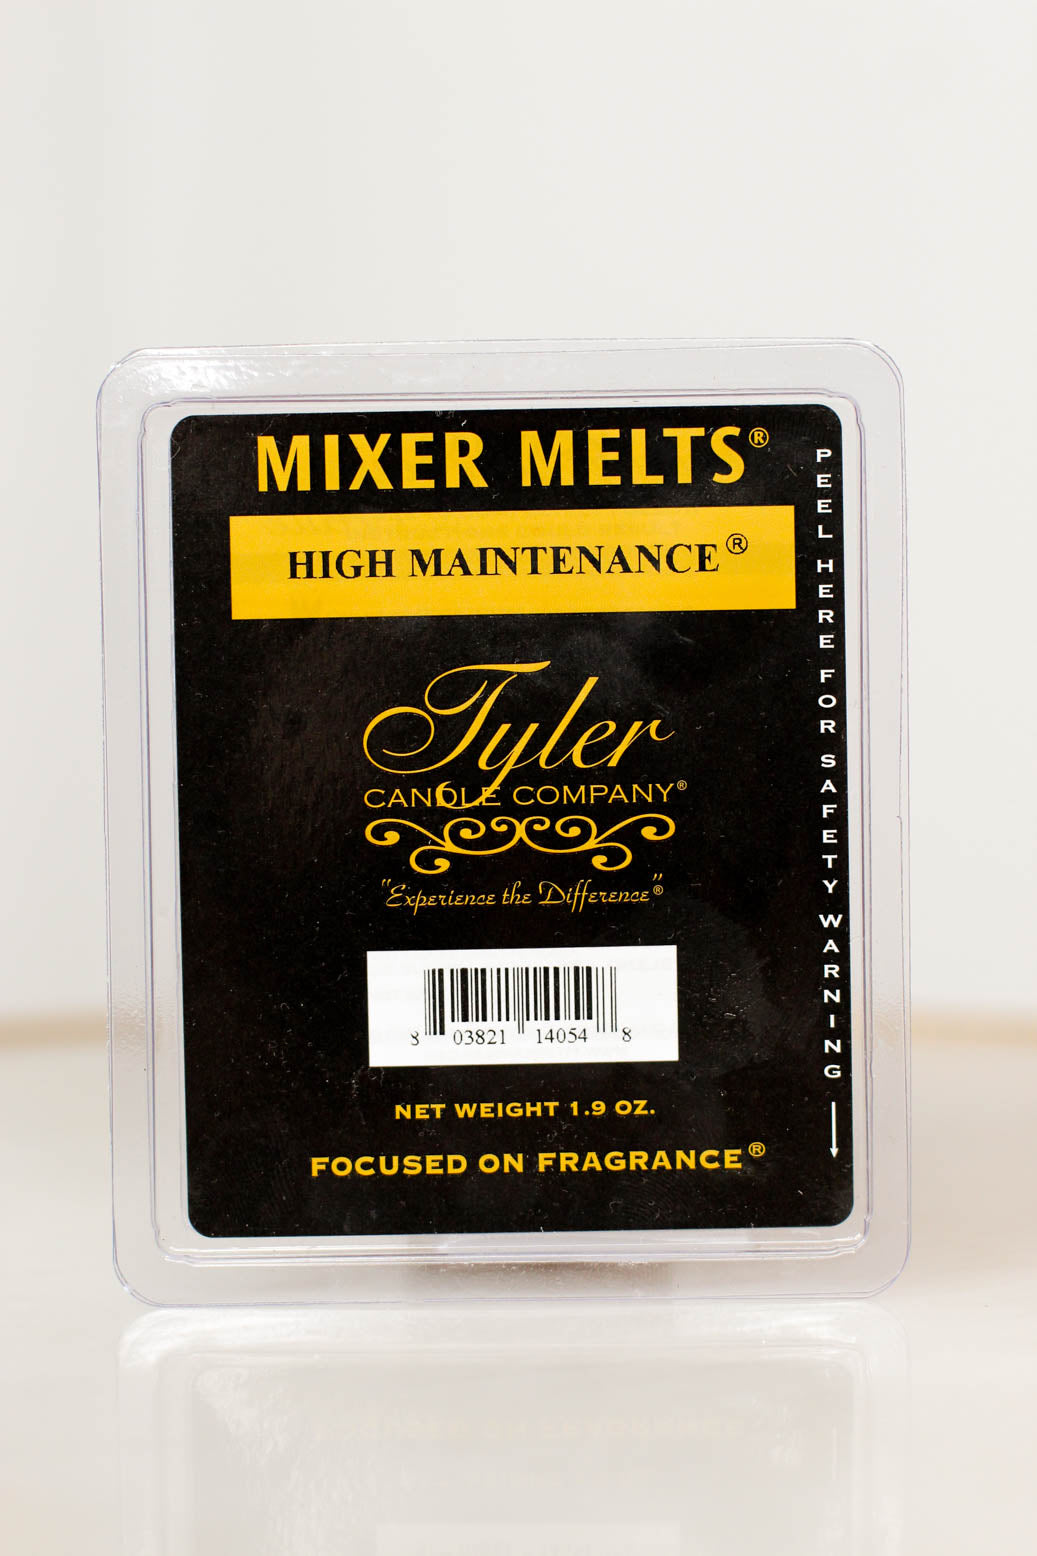 MIXER MELTS®
HIGH MAINTENANCE®
Tyler
CANDLE COMPANY®
"Experience the Difference"®
8 03821 14054 8
NET WEIGHT 1.9 OZ.
FOCUSED ON FRAGRANCE®
PEEL HERE FOR SAFETY WARNING